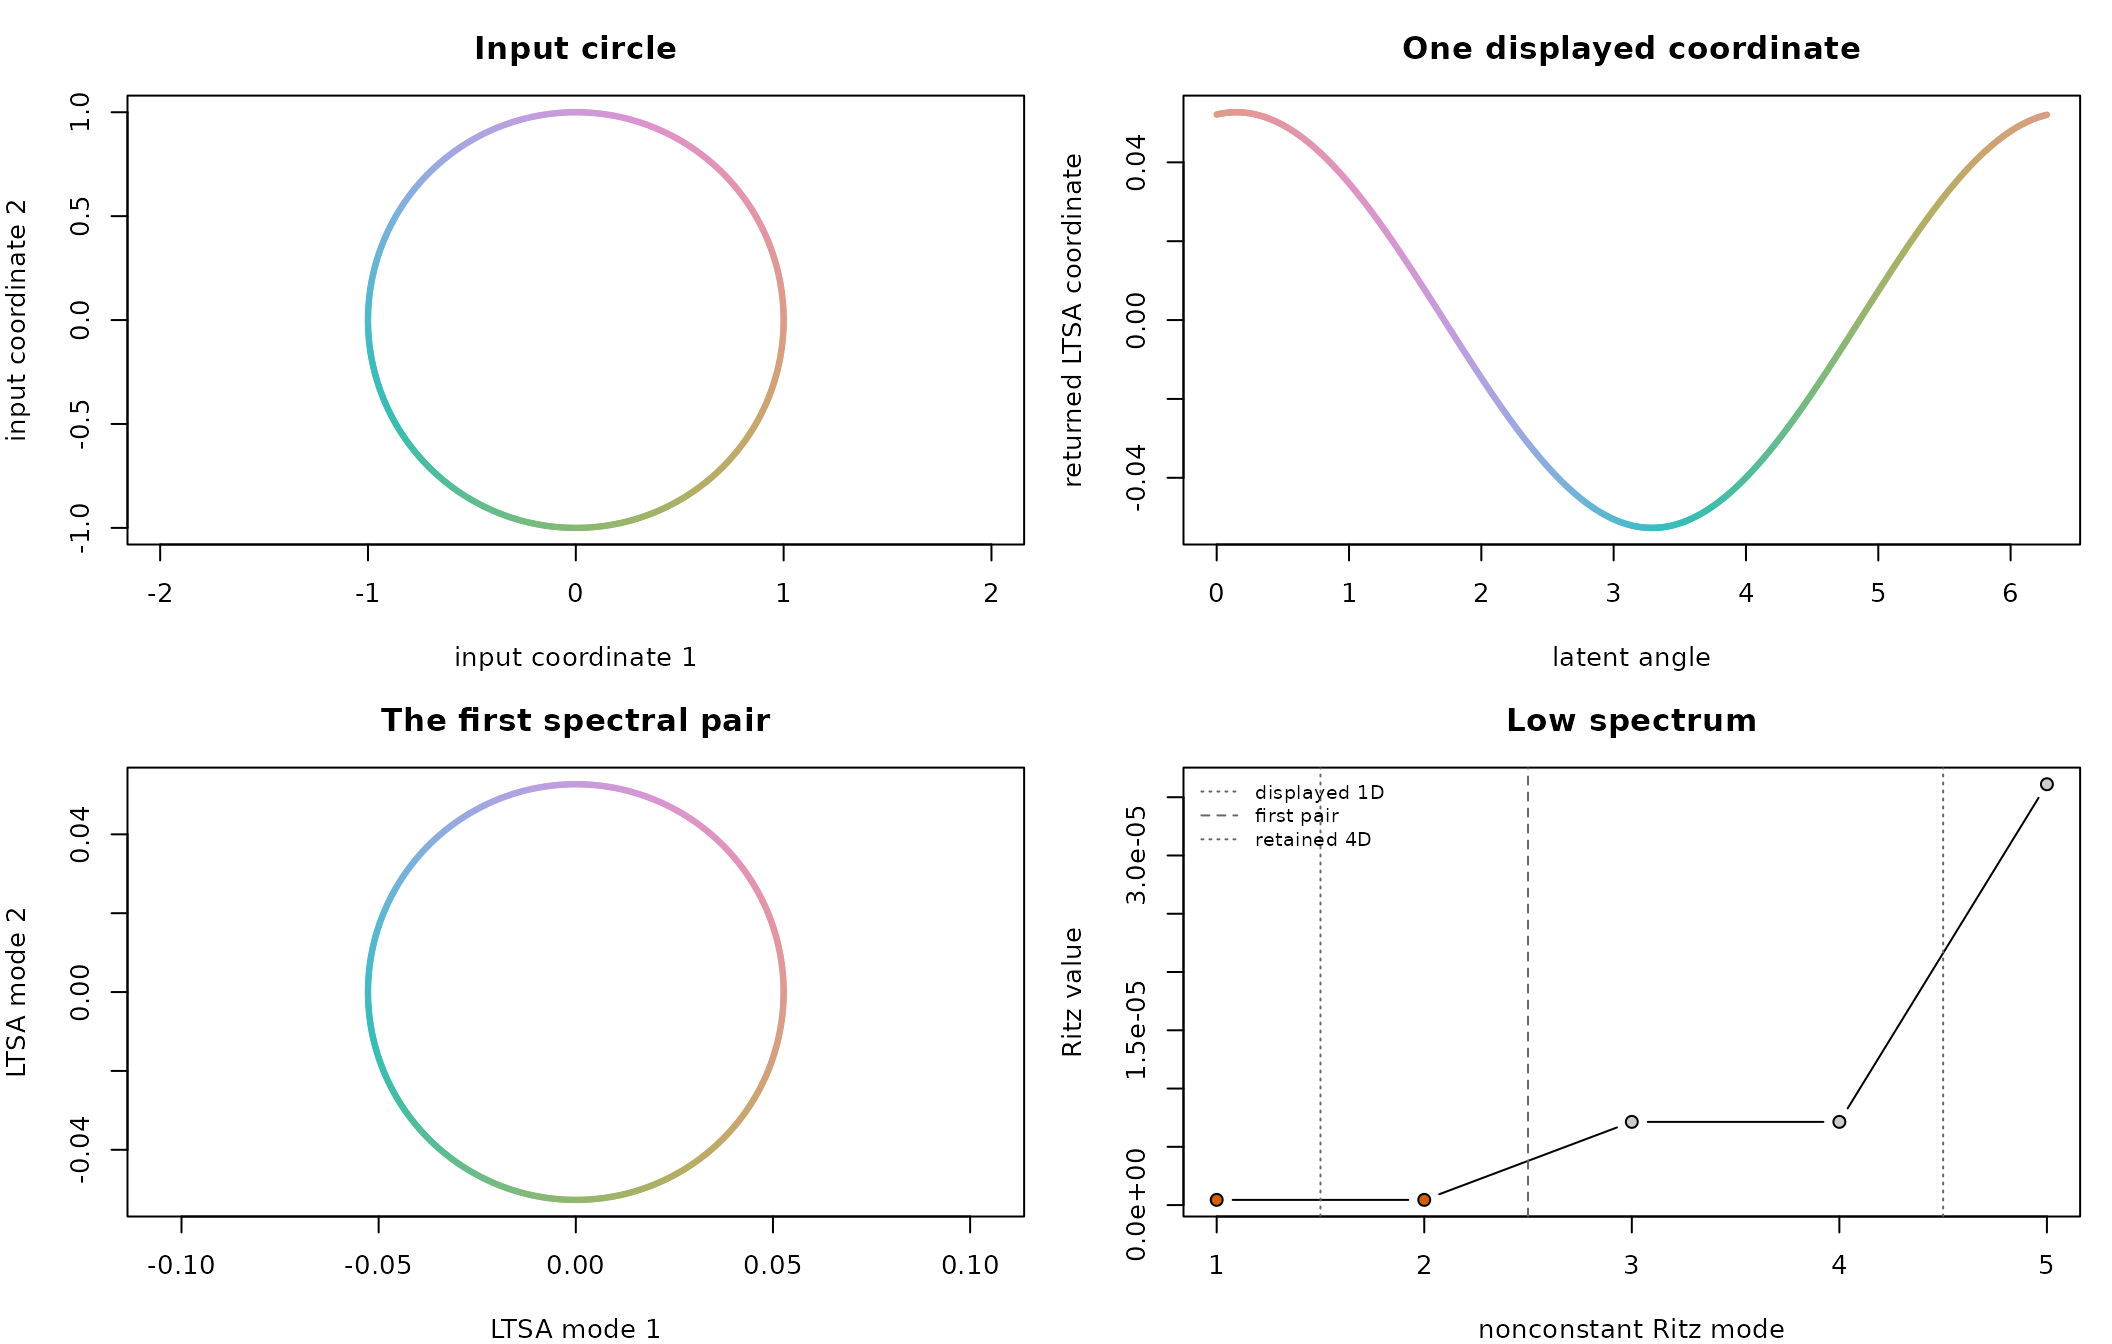 Input circle
input coordinate 2
1.0
0.5
0.0
-0.5
-1.0
-2
-1
0
1
2
input coordinate 1
One displayed coordinate
returned LTSA coordinate
0.04
0.00
-0.04
0
1
2
3
4
5
6
latent angle
The first spectral pair
LTSA mode 2
0.04
0.00
-0.04
-0.10
-0.05
0.00
0.05
0.10
LTSA mode 1
Low spectrum
displayed 1D
first pair
retained 4D
Ritz value
3.0e-05
1.5e-05
0.0e+00
1
2
3
4
5
nonconstant Ritz mode